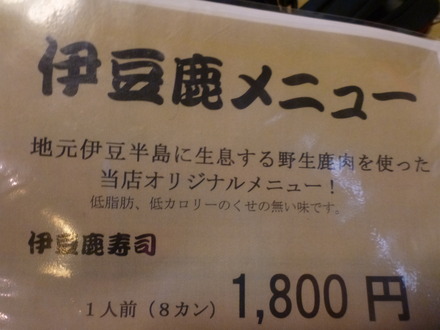 伊豆鹿メニュー
地元伊豆半島に生息する野生鹿肉を使った
当店オリジナルメニュー!
低脂肪、低カロリーのくせの無い味です。
伊豆鹿寿司
1人前(8カン) 1,800円